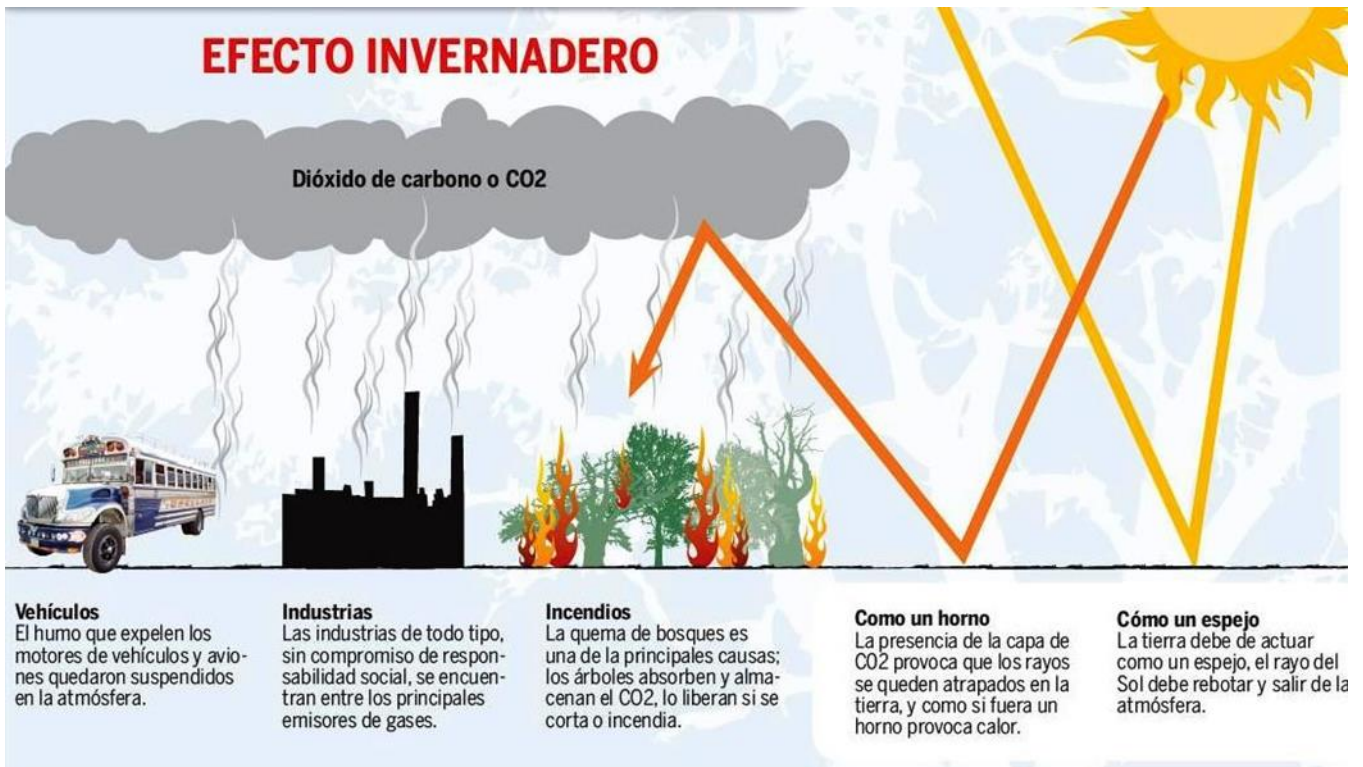 EFECTO INVERNADERO
Dióxido de carbono o CO2
Vehículos
El humo que expelen los
motores de vehículos y avio-
nes quedaron suspendidos
en la atmósfera.
Industrias
Las industrias de todo tipo,
sin compromiso de respon-
sabilidad social, se encuen-
tran entre los principales
emisores de gases.
Incendios
La quema de bosques es
una de la principales causas;
los árboles absorben y alma-
cenan el CO2, lo liberan si se
corta o incendia.
Como un horno
La presencia de la capa de
CO2 provoca que los rayos
se queden atrapados en la
tierra, y como si fuera un
horno provoca calor.
Cómo un espejo
La tierra debe de actuar
como un espejo, el rayo del
Sol debe rebotar y salir de la
atmósfera.